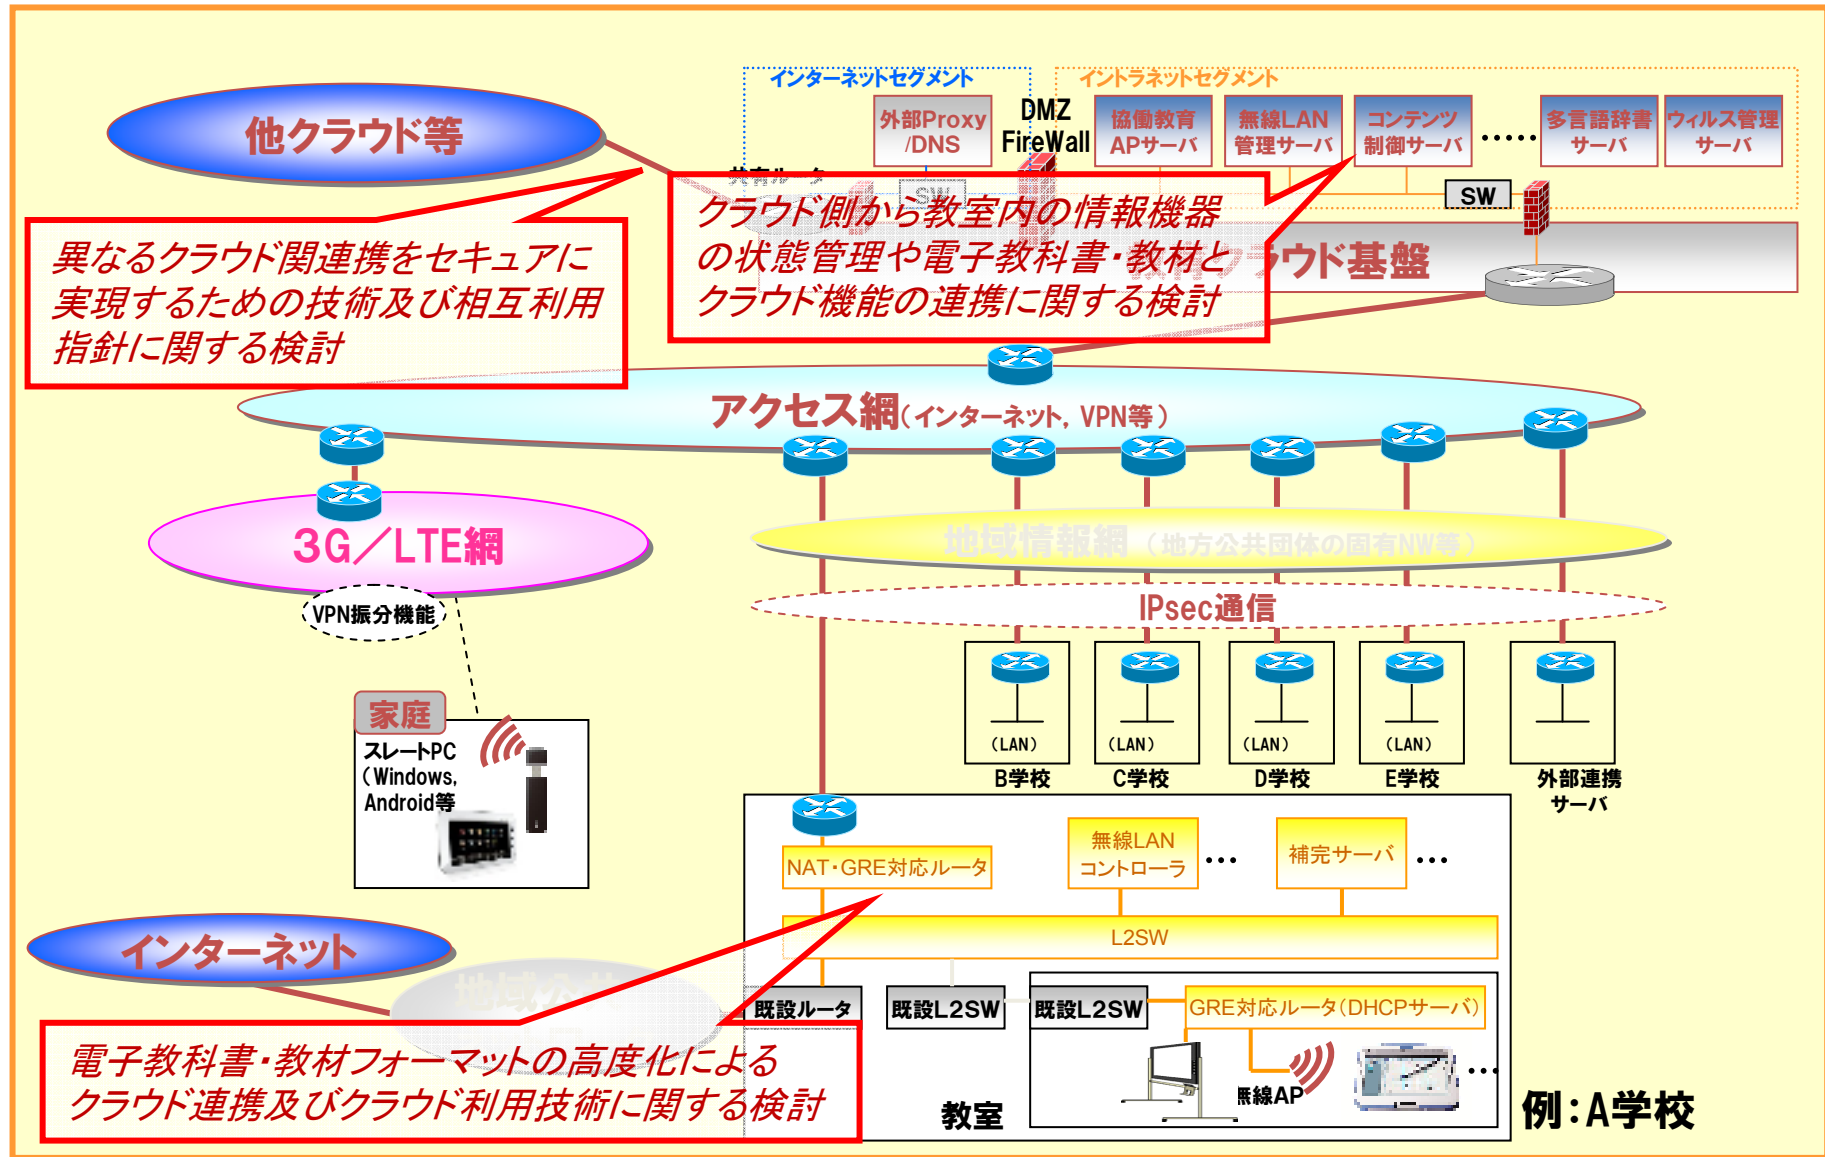 インターネットセグメント
イントラネットセグメント
他クラウド等
外部Proxy
/DNS
DMZ
FireWall
協働教育
APサーバ
無線LAN
管理サーバ
コンテンツ
制御サーバ
・・・・・
多言語辞書
サーバ
ウィルス管理
サーバ
共有ルータ
SW
SW
クラウド側から教室内の情報機器
の状態管理や電子教科書・教材と
クラウド機能の連携に関する検討
異なるクラウド関連携をセキュアに
実現するための技術及び相互利用
指針に関する検討
ラウド基盤
アクセス網(インターネット, VPN等)
3G/LTE網
地域情報網 (地方公共団体の固有NW等)
VPN振分機能
IPsec通信
家庭
スレートPC
(Windows,
Android等
(LAN)
(LAN)
(LAN)
(LAN)
B学校
C学校
D学校
E学校
外部連携
サーバ
NAT・GRE対応ルータ
無線LAN
コントローラ
・・・
補完サーバ
・・・
L2SW
インターネット
地域公
既設ルータ
既設L2SW
既設L2SW
GRE対応ルータ(DHCPサーバ)
電子教科書・教材フォーマットの高度化による
クラウド連携及びクラウド利用技術に関する検討
無線AP
・・・
教室
例:A学校